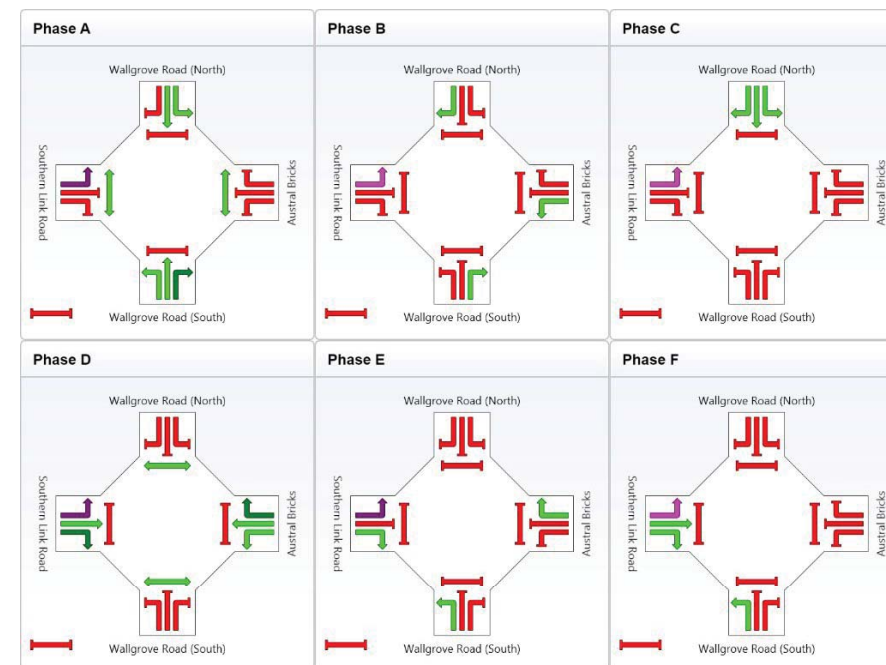 Phase A
Phase B
Phase C
Wallgrove Road (North)
Wallgrove Road (North)
Wallgrove Road (North)
Southern Link Road
Austral Bricks
Southern Link Road
Austral Bricks
Southern Link Road
Austral Bricks
Wallgrove Road (South)
Wallgrove Road (South)
Wallgrove Road (South)
Phase D
Phase E
Phase F
Wallgrove Road (North)
Wallgrove Road (North)
Wallgrove Road (North)
Southern Link Road
Austral Bricks
Southern Link Road
Austral Bricks
Southern Link Road
Austral Bricks
Wallgrove Road (South)
Wallgrove Road (South)
Wallgrove Road (South)